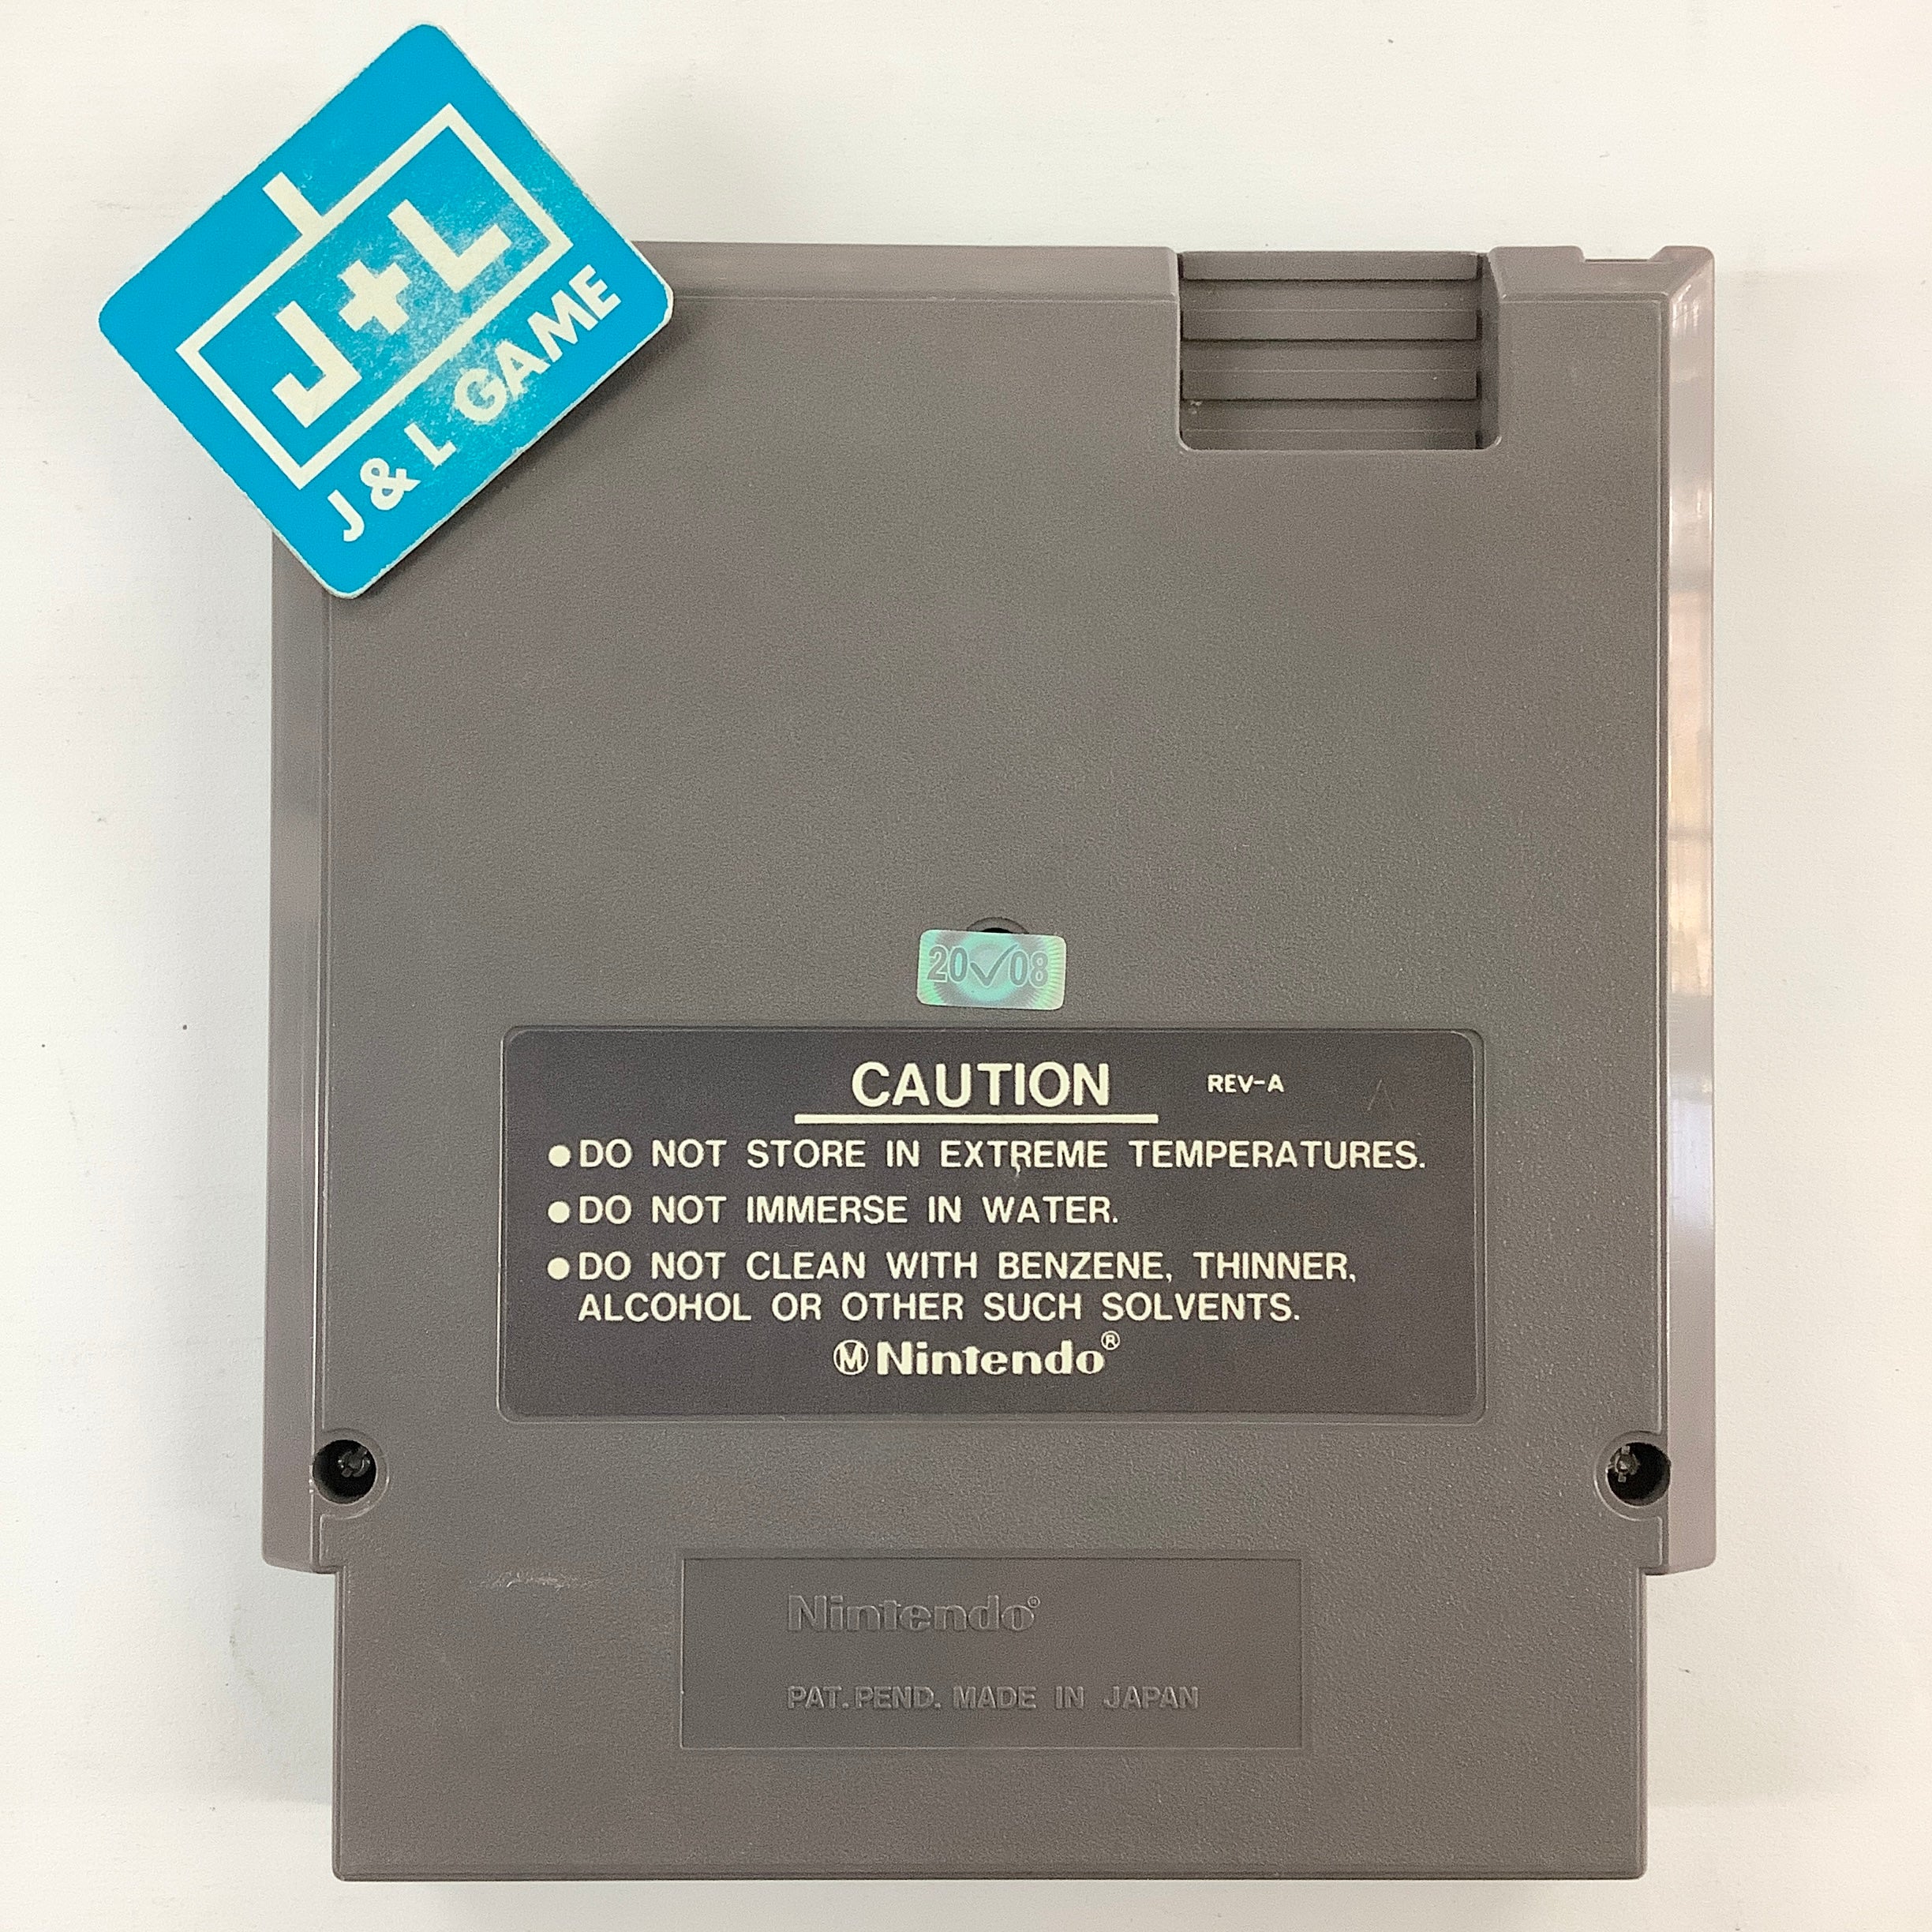 J+L
J & L GAME
20✓08
CAUTION REV-A
●DO NOT STORE IN EXTREME TEMPERATURES.
●DO NOT IMMERSE IN WATER.
●DO NOT CLEAN WITH BENZENE, THINNER,
ALCOHOL OR OTHER SUCH SOLVENTS.
Ⓜ Nintendo®
Nintendo®
PAT. PEND. MADE IN JAPAN